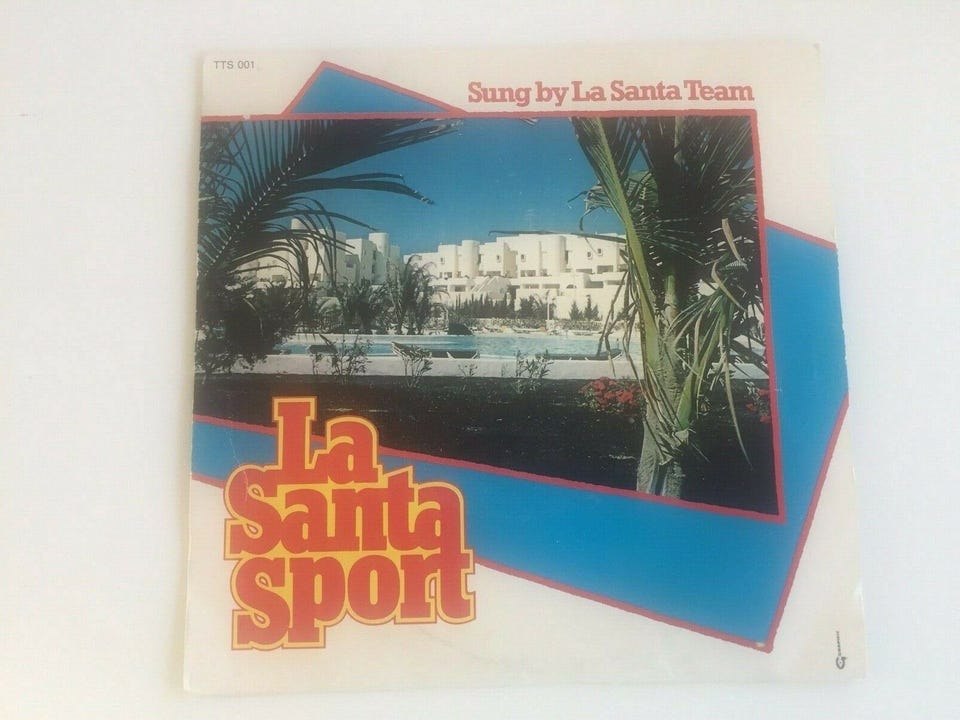 TTS 001
Sung by La Santa Team
La
Santa
sport